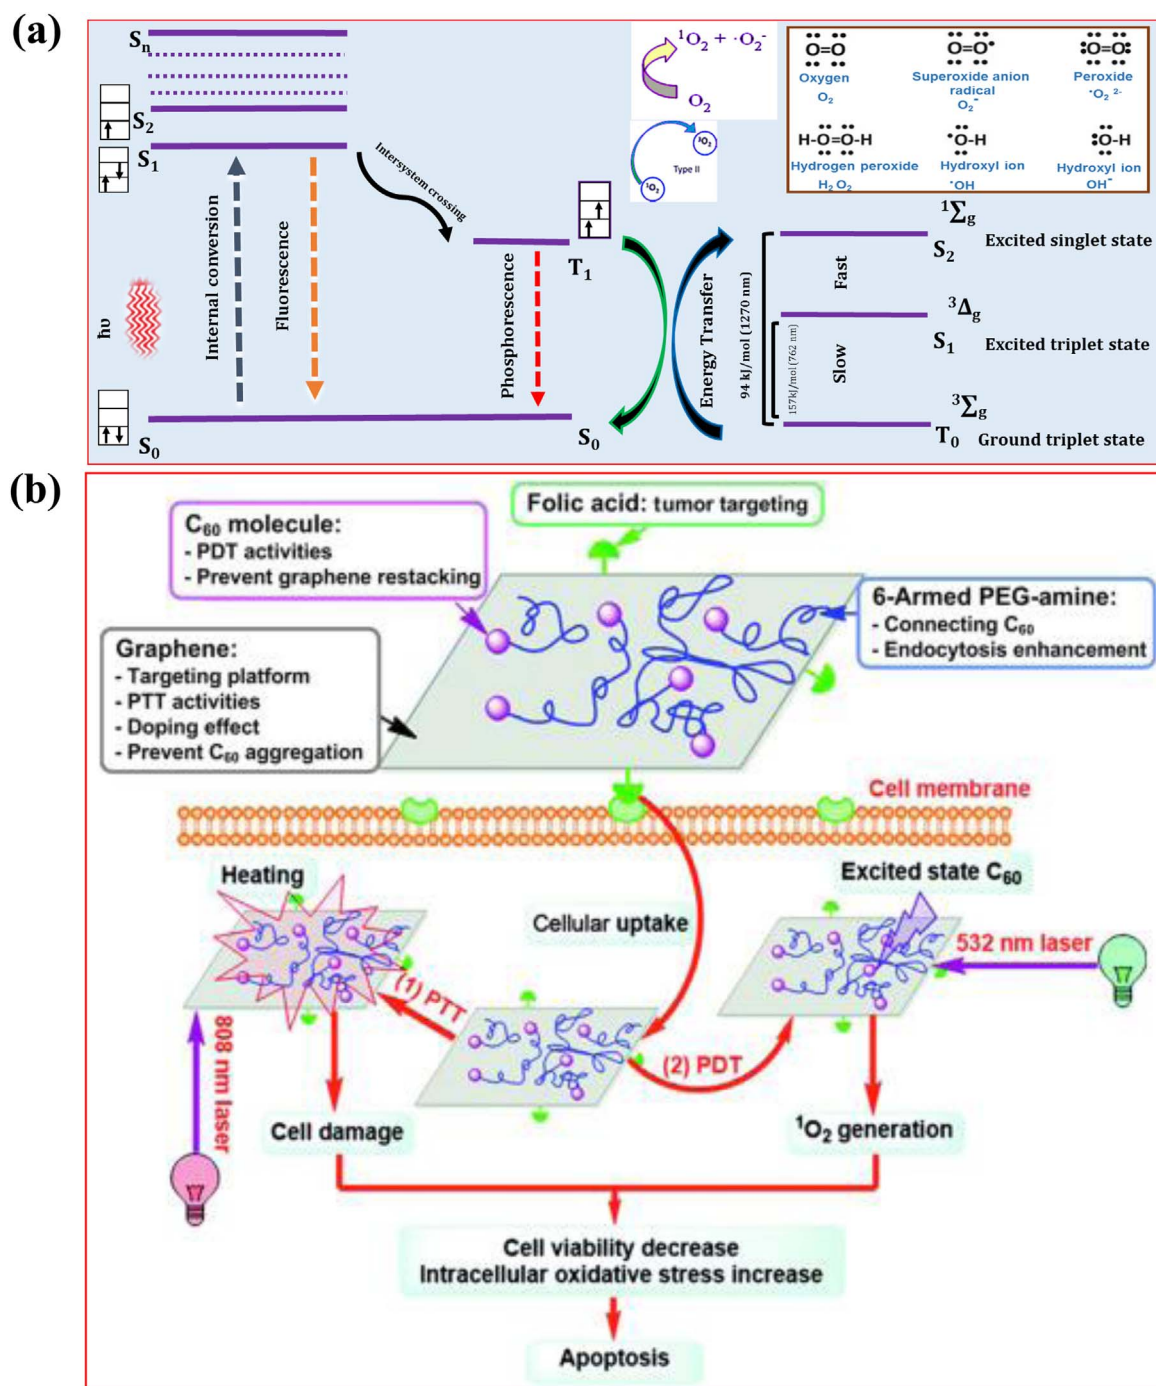 (a)
Sn
S2
S1
hυ
Internal conversion
Fluorescence
Intersystem crossing
T1
Phosphorescence
S0
S0
¹O₂ + ·O₂⁻
O₂
¹O₂
Type II
³O₂
Energy Transfer
94 kJ/mol (1270 nm)
157kJ/mol (762 nm)
Fast
Slow
¹Σg
S2
Excited singlet state
³Δg
S1
Excited triplet state
³Σg
T0
Ground triplet state
O=O
Oxygen
O₂
O=O
Superoxide anion
radical
O₂⁻
O=O
Peroxide
•O₂ ²⁻
H-O=O-H
Hydrogen peroxide
H₂ O₂
•O-H
Hydroxyl ion
•OH
O-H
Hydroxyl ion
OH⁻
(b)
Folic acid: tumor targeting
C₆₀ molecule:
- PDT activities
- Prevent graphene restacking
6-Armed PEG-amine:
- Connecting C₆₀
- Endocytosis enhancement
Graphene:
- Targeting platform
- PTT activities
- Doping effect
- Prevent C₆₀ aggregation
Cell membrane
Heating
Excited state C₆₀
Cellular uptake
532 nm laser
(1) PTT
(2) PDT
808 nm laser
Cell damage
¹O₂ generation
Cell viability decrease
Intracellular oxidative stress increase
Apoptosis